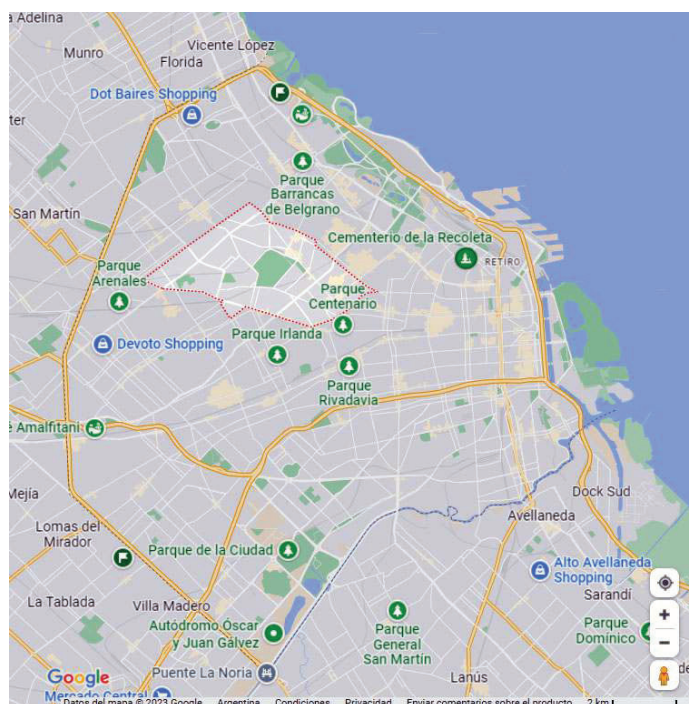 a Adelina
Munro
Vicente López
Florida
Dot Baires Shopping
ter
Parque
Barrancas
de Belgrano
San Martín
Cementerio de la Recoleta
RETIRO
Parque
Arenales
Parque
Centenario
Parque Irlanda
Devoto Shopping
Parque
Rivadavia
é Amalfitani
Mejía
Dock Sud
Lomas del
Mirador
Avellaneda
Parque de la Ciudad
Alto Avellaneda
Shopping
Sarandí
La Tablada
Villa Madero
Autódromo Óscar
y Juan Gálvez
Parque
General
San Martín
Parque
Domínico
Puente La Noria
Lanús
de
Google
Mercado Central
Datos del mapa © 2023 Google Argentina Condiciones Privacidad Enviar comentarios sobre el producto 2 km